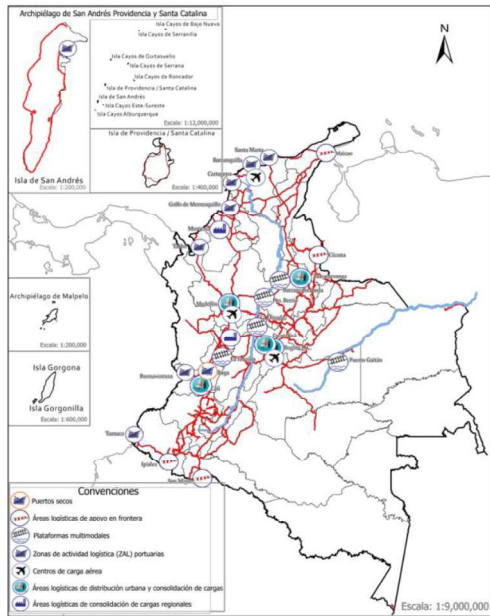 Archipiélago de San Andrés Providencia y Santa Catalina
Isla Cayos de Bajo Nuevo
Isla Cayos de Serranilla
Isla Cayos de Quitasueño
Isla Cayos de Serrana
Isla Cayos de Roncador
Isla de Providencia / Santa Catalina
Isla de San Andrés
Isla Cayos Este-Sureste
Isla Cayos Alburquerque
Escala: 1:12,000,000
Isla de Providencia / Santa Catalina
Isla de San Andrés
Escala: 1:200,000
Escala: 1:400,000
N
Santa Marta
Barranquilla
Maicao
Cartagena
Golfo de Morrosquillo
Cúcuta
Medellín
Puerto Gaitán
Buenaventura
Tumaco
Ipiales
Archipiélago de Malpelo
Escala: 1:200,000
Isla Gorgona
Isla Gorgonilla
Escala: 1:600,000
Convenciones
Puertos secos
Áreas logísticas de apoyo en frontera
Plataformas multimodales
Zonas de actividad logística (ZAL) portuarias
Centros de carga aérea
Áreas logísticas de distribución urbana y consolidación de cargas
Áreas logísticas de consolidación de cargas regionales
Escala: 1:9,000,000